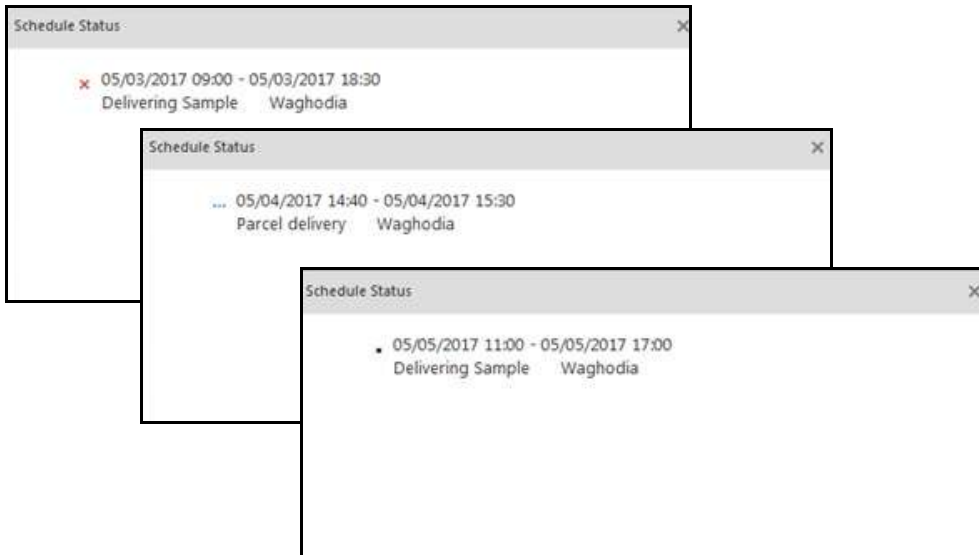 Schedule Status
05/03/2017 09:00 - 05/03/2017 18:30
Delivering Sample Waghodia
Schedule Status
05/04/2017 14:40 - 05/04/2017 15:30
Parcel delivery Waghodia
Schedule Status
05/05/2017 11:00 - 05/05/2017 17:00
Delivering Sample Waghodia